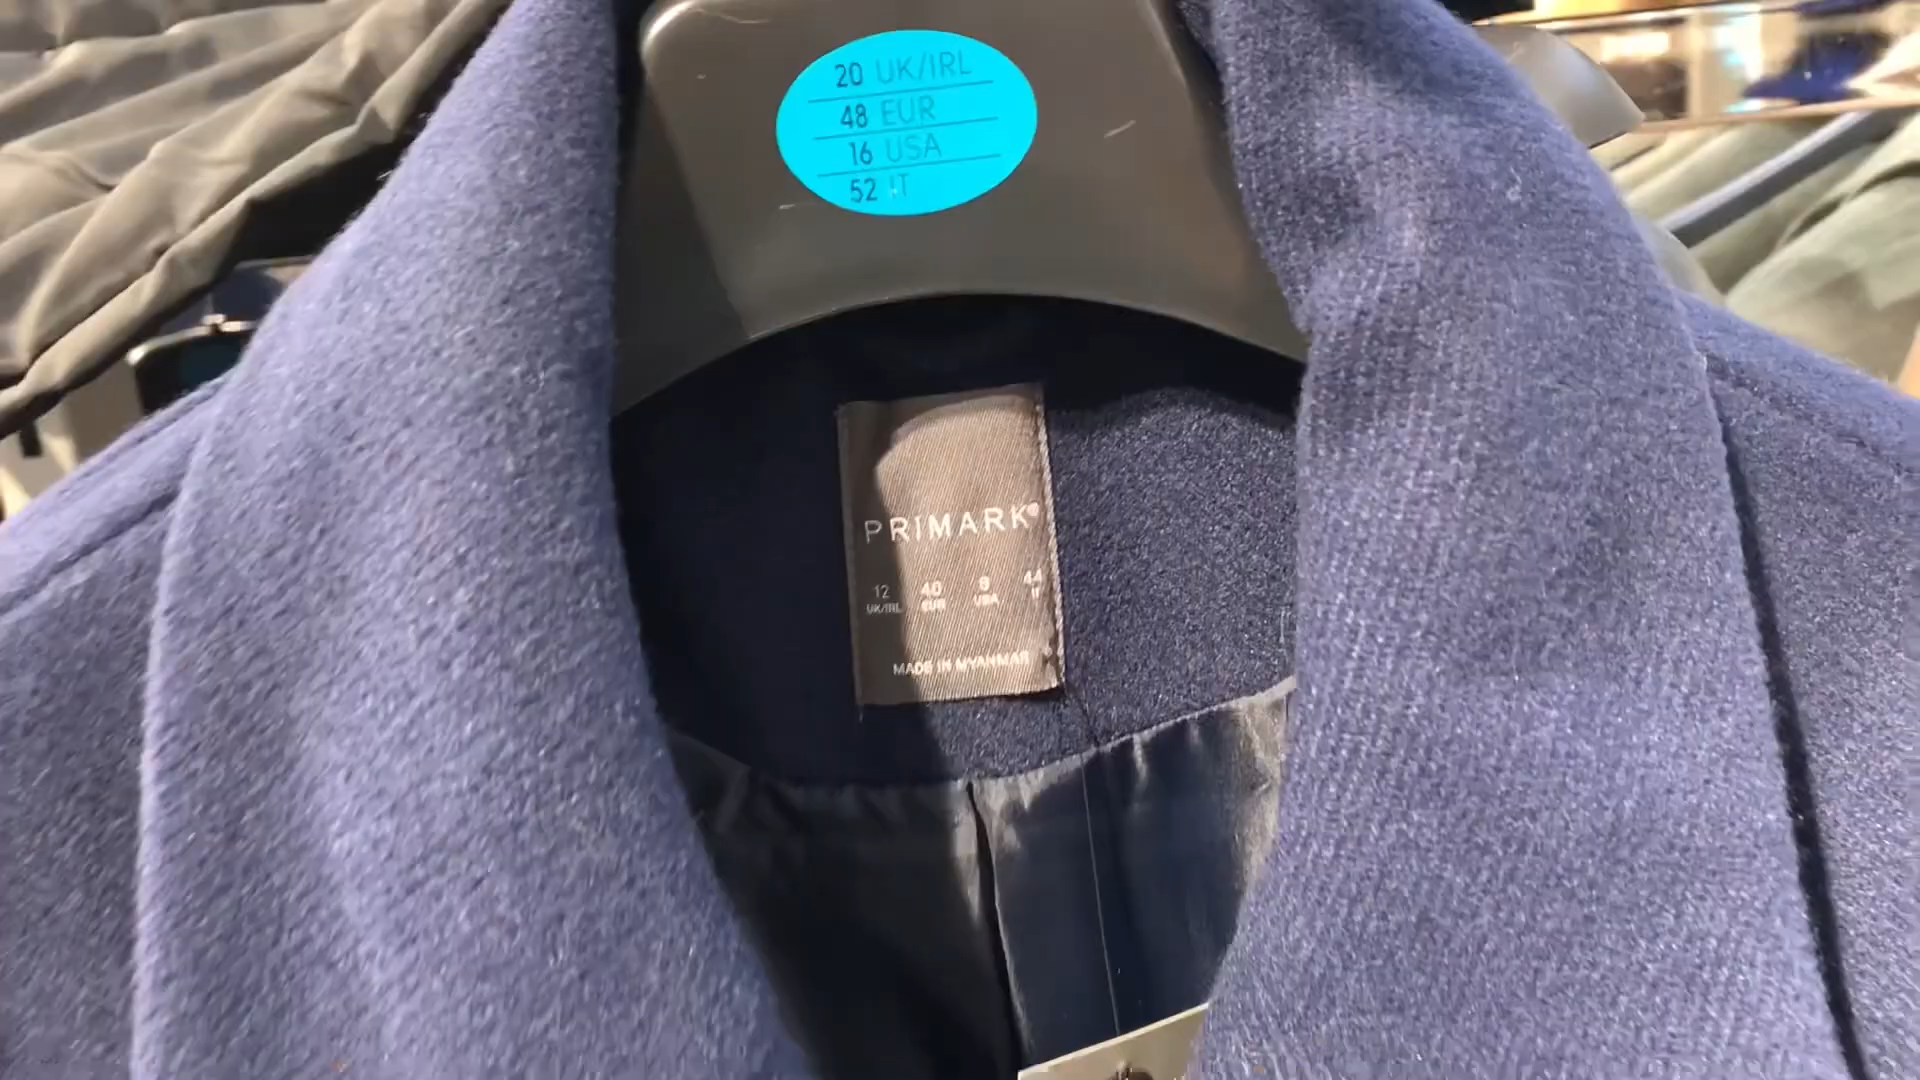 20 UK/IRL
48 EUR
16 USA
52 IT
PRIMARK®
12 40 8 44
UK/IRL EUR USA IT
MADE IN MYANMAR